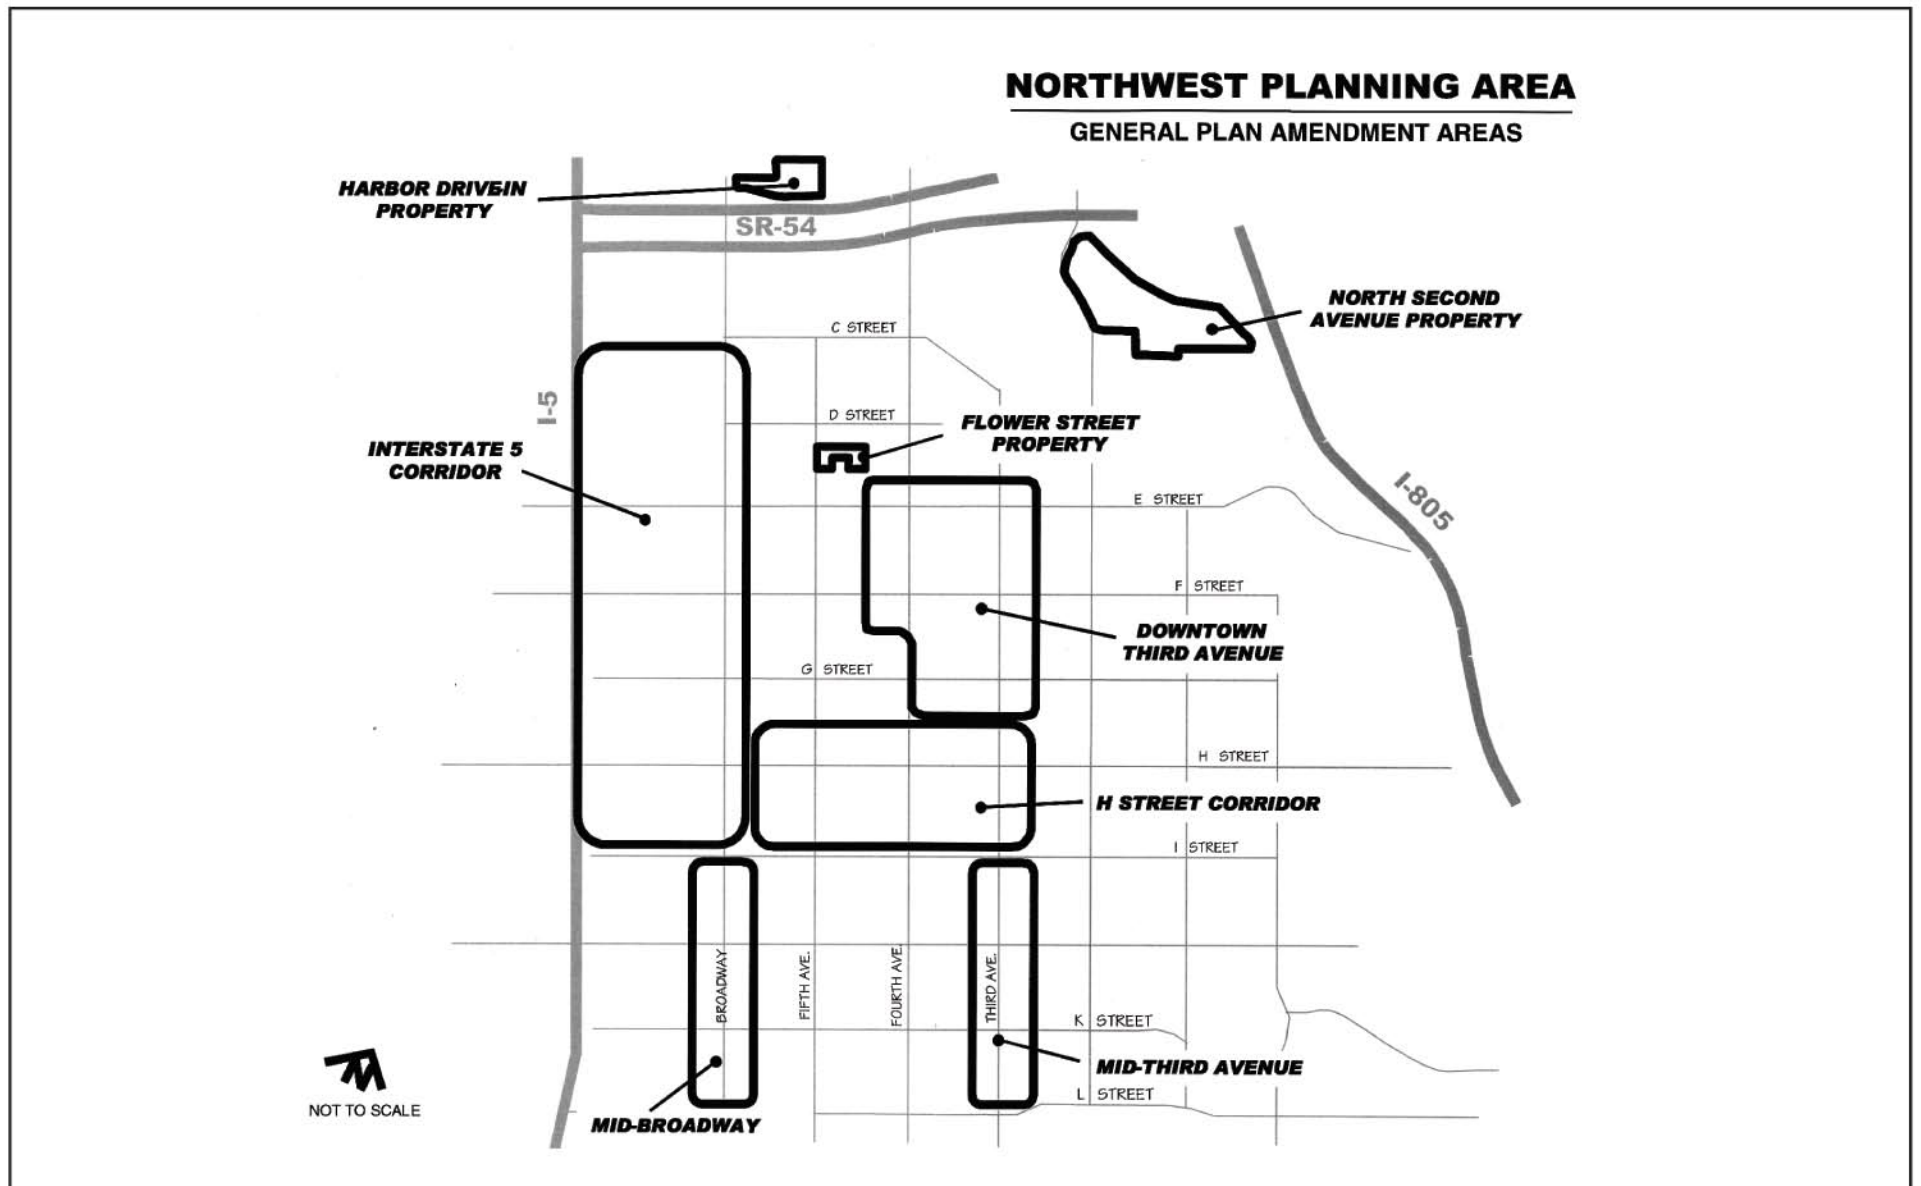 NORTHWEST PLANNING AREA
GENERAL PLAN AMENDMENT AREAS
HARBOR DRIVE-IN
PROPERTY
SR-54
NORTH SECOND
AVENUE PROPERTY
C STREET
I-5
D STREET
FLOWER STREET
PROPERTY
INTERSTATE 5
CORRIDOR
I-805
E STREET
F STREET
DOWNTOWN
THIRD AVENUE
G STREET
H STREET
H STREET CORRIDOR
I STREET
BROADWAY
FIFTH AVE.
FOURTH AVE.
THIRD AVE.
K STREET
MID-THIRD AVENUE
L STREET
MID-BROADWAY
NOT TO SCALE